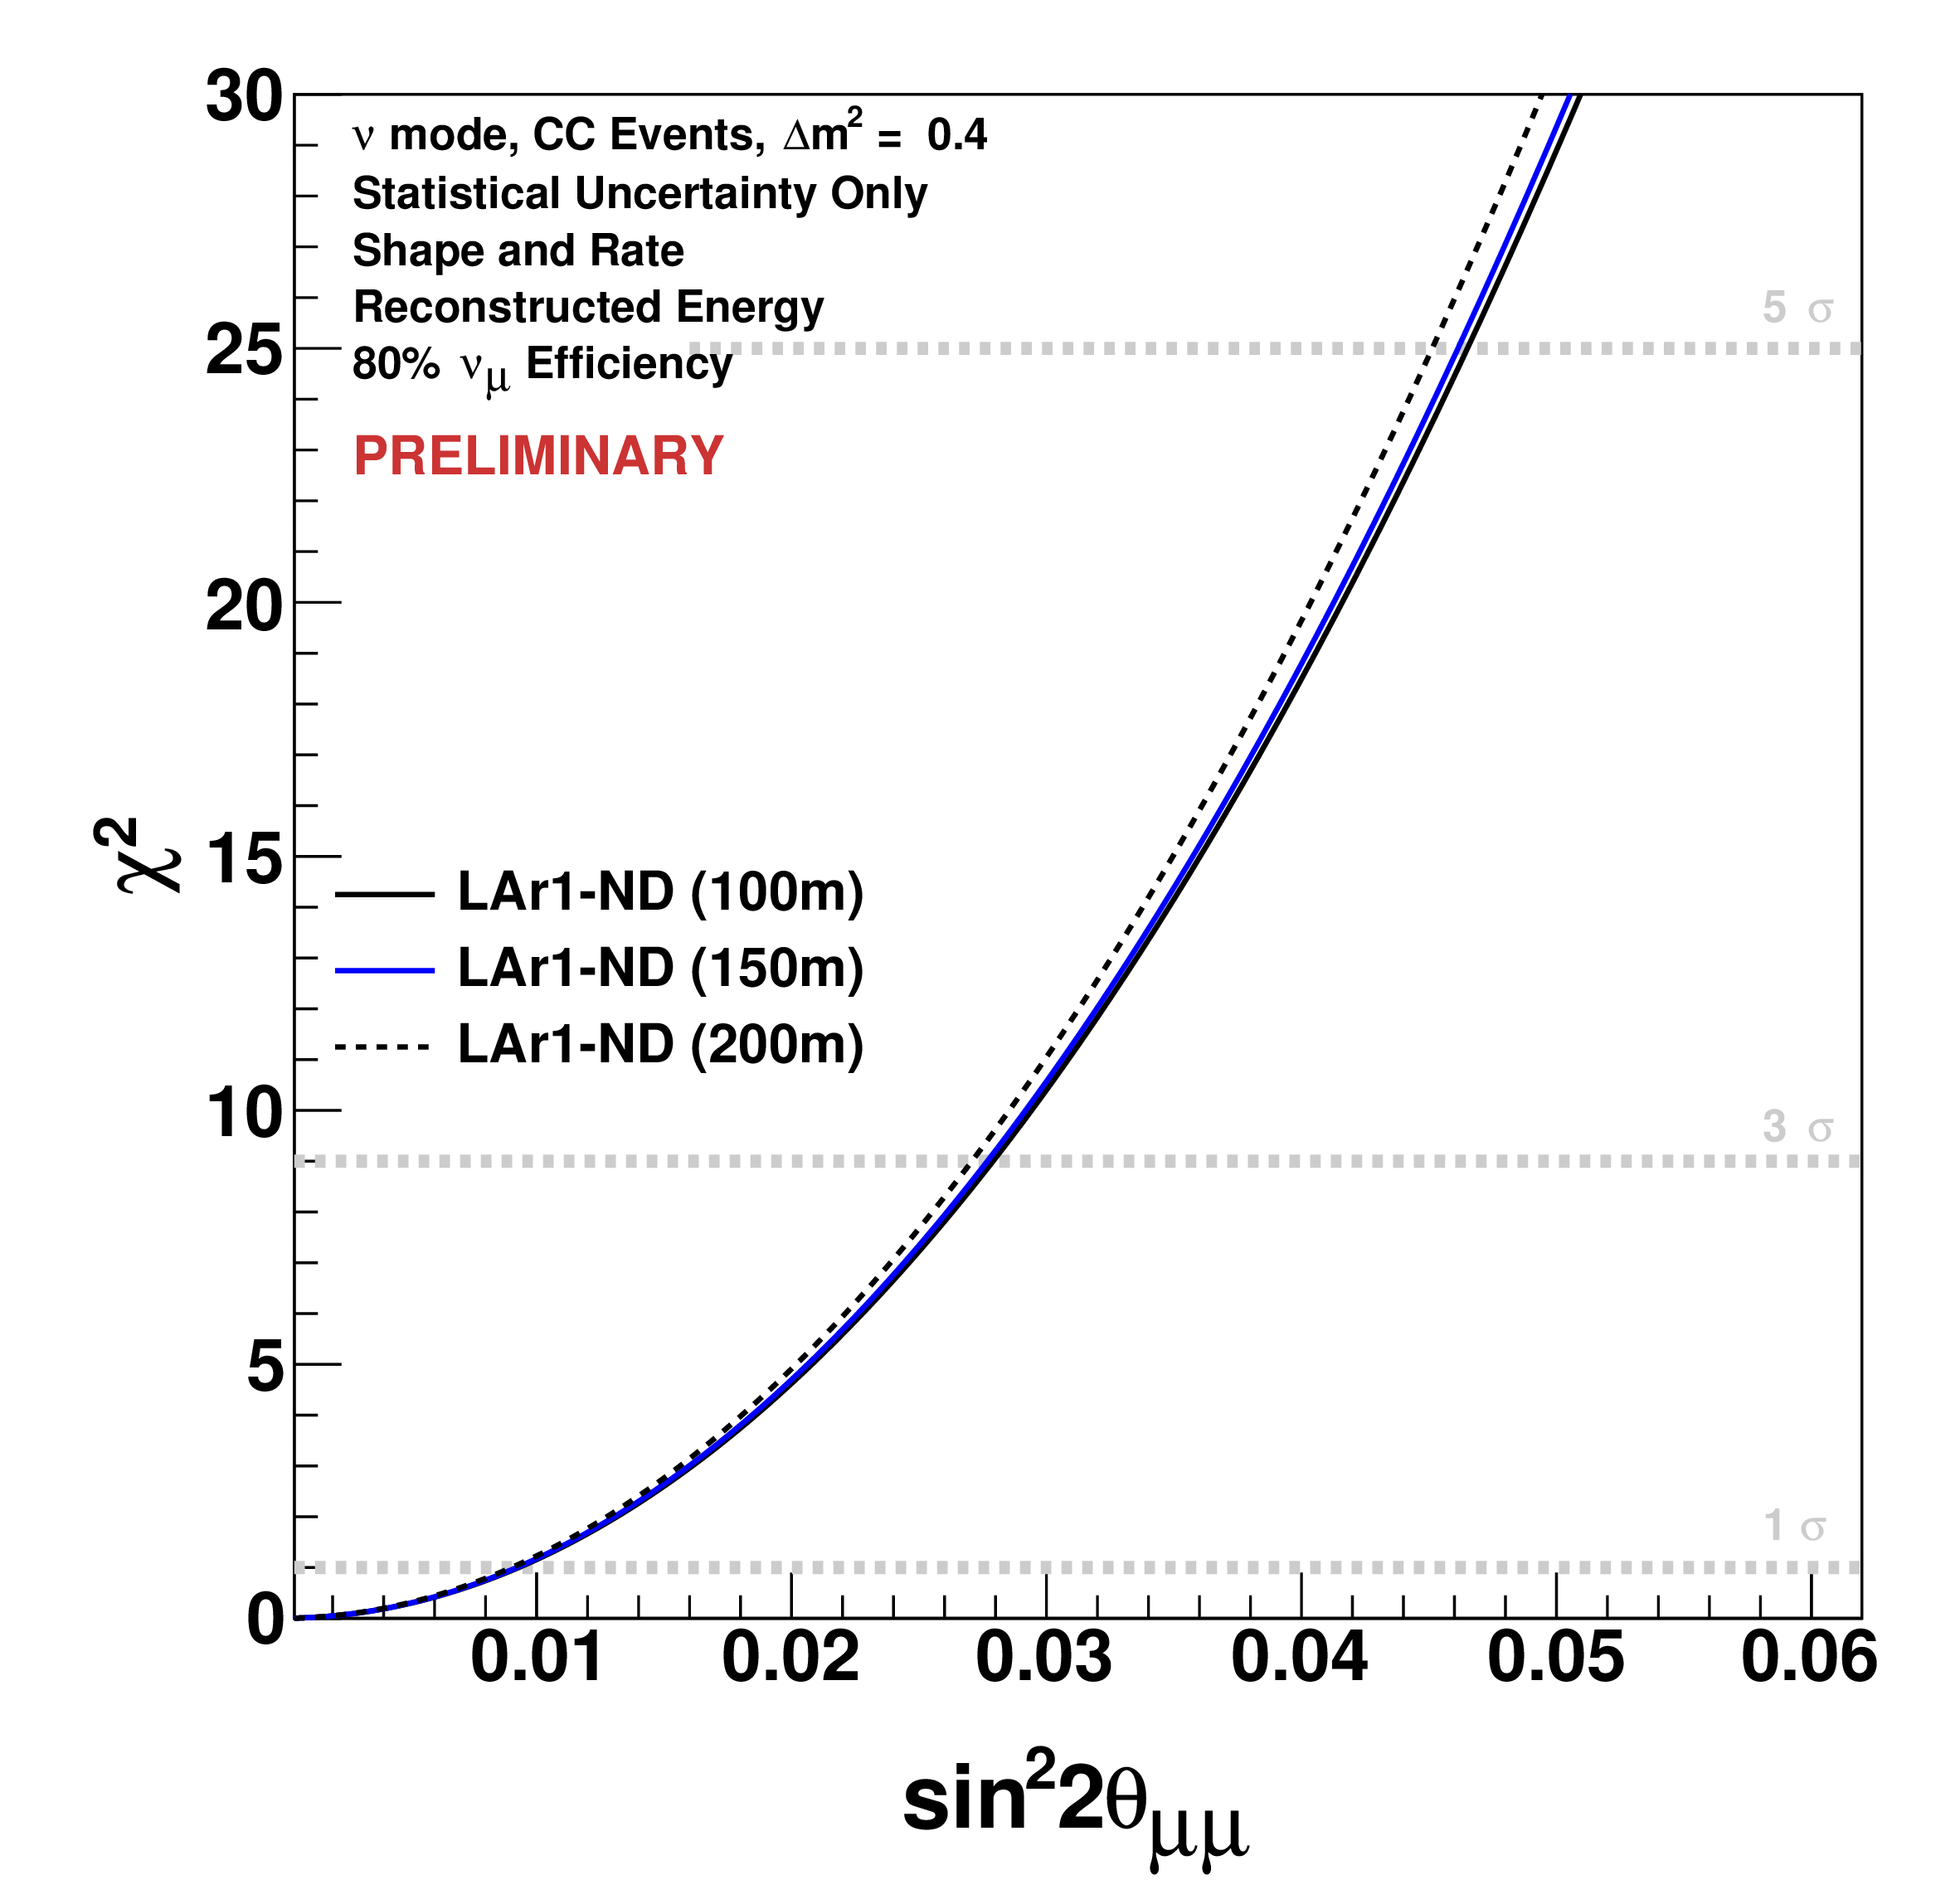 30
ν mode, CC Events, Δm² = 0.4
Statistical Uncertainty Only
Shape and Rate
Reconstructed Energy
5 σ
25
80% νμ Efficiency
PRELIMINARY
20
χ²
15
LAr1-ND (100m)
LAr1-ND (150m)
LAr1-ND (200m)
10
3 σ
5
1 σ
0
0.01 0.02 0.03 0.04 0.05 0.06
sin²2θμμ